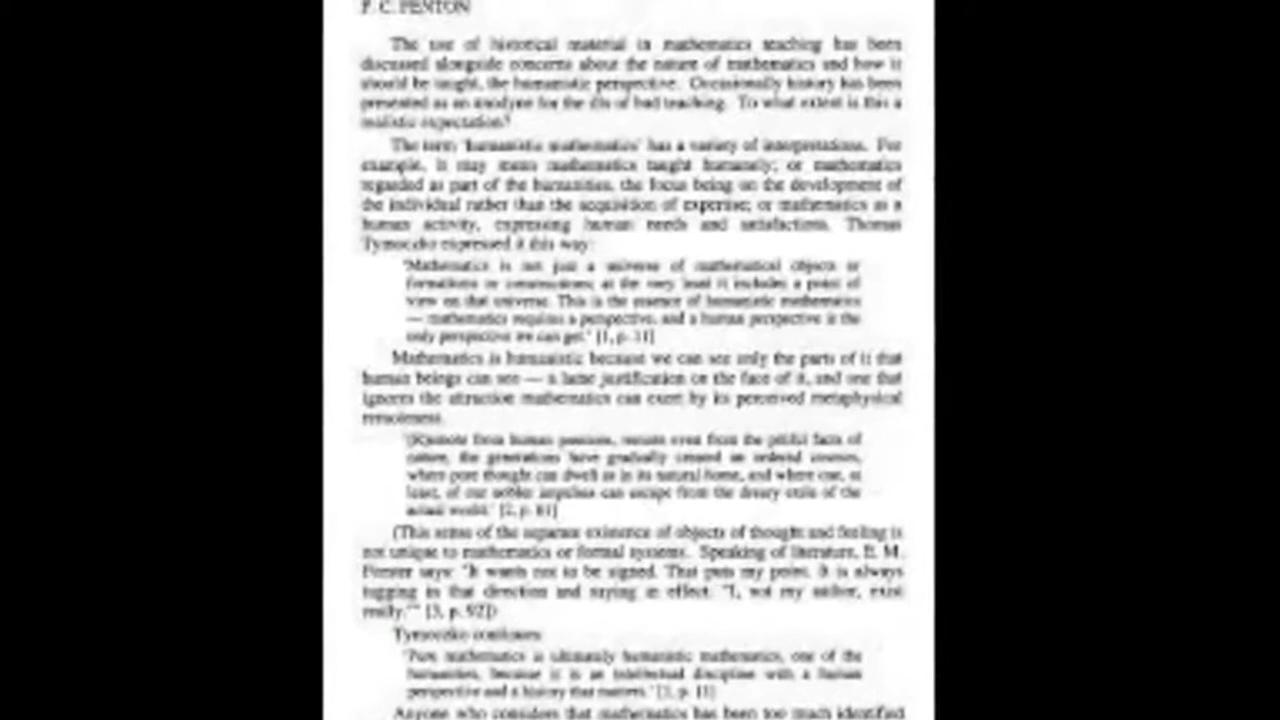 P. C. FENTON
The use of historical material in mathematics teaching has been
discussed alongside concerns about the nature of mathematics and how it
should be taught, the humanistic perspective. Occasionally history has been
presented as an anodyne for the ills of bad teaching. To what extent is this a
realistic expectation?
The term 'humanistic mathematics' has a variety of interpretations. For
example, it may mean mathematics taught humanely; or mathematics
regarded as part of the humanities, the focus being on the development of
the individual rather than the acquisition of expertise; or mathematics as a
human activity, expressing human needs and satisfactions. Thomas
Tymoczko expressed it this way:
'Mathematics is not just a universe of mathematical objects or
formations or constructions; at the very least it includes a point of
view on that universe. This is the essence of humanistic mathematics
— mathematics requires a perspective, and a human perspective is the
only perspective we can get.' [1, p. 11]
Mathematics is humanistic because we can see only the parts of it that
human beings can see — a lame justification on the face of it, and one that
ignores the attraction mathematics can exert by its perceived metaphysical
remoteness.
'[R]emote from human passions, remote even from the pitiful facts of
nature, the generations have gradually created an ordered cosmos,
where pure thought can dwell as in its natural home, and where one, at
least, of our nobler impulses can escape from the dreary exile of the
actual world.' [2, p. 61]
(This sense of the separate existence of objects of thought and feeling is
not unique to mathematics or formal systems. Speaking of literature, E. M.
Forster says: 'It wants not to be signed. That puts my point. It is always
tugging in that direction and saying in effect, "I, not my author, exist
really."' [3, p. 92])
Tymoczko continues:
'Pure mathematics is ultimately humanistic mathematics, one of the
humanities, because it is an intellectual discipline with a human
perspective and a history that matters.' [1, p. 11]
Anyone who considers that mathematics has been too much identified